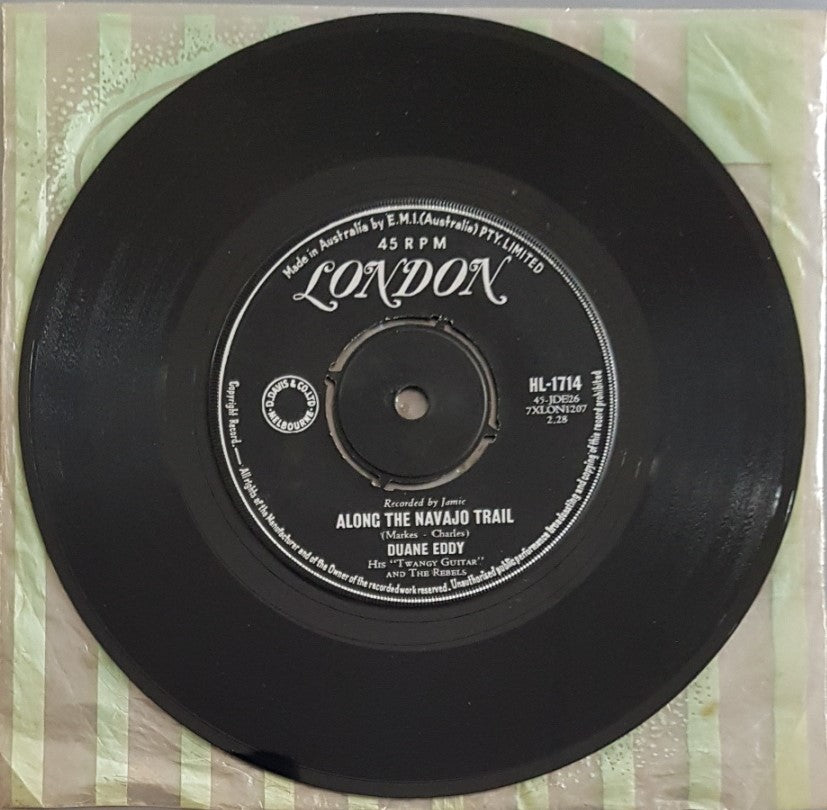 Made in Australia by E.M.I.(Australia) PTY. LIMITED
45 RPM
LONDON
HL-1714
45-JDE26
7XLON1207
2.28
D.DAVIS & CO.LTD
·MELBOURNE·
Recorded by Jamie
ALONG THE NAVAJO TRAIL
(Markes - Charles)
DUANE EDDY
His "Twangy Guitar"
and The Rebels
Copyright Record.— All rights of the Manufacturer and of the Owner of the recorded work reserved. Unauthorised public performance broadcasting and copying of this record prohibited